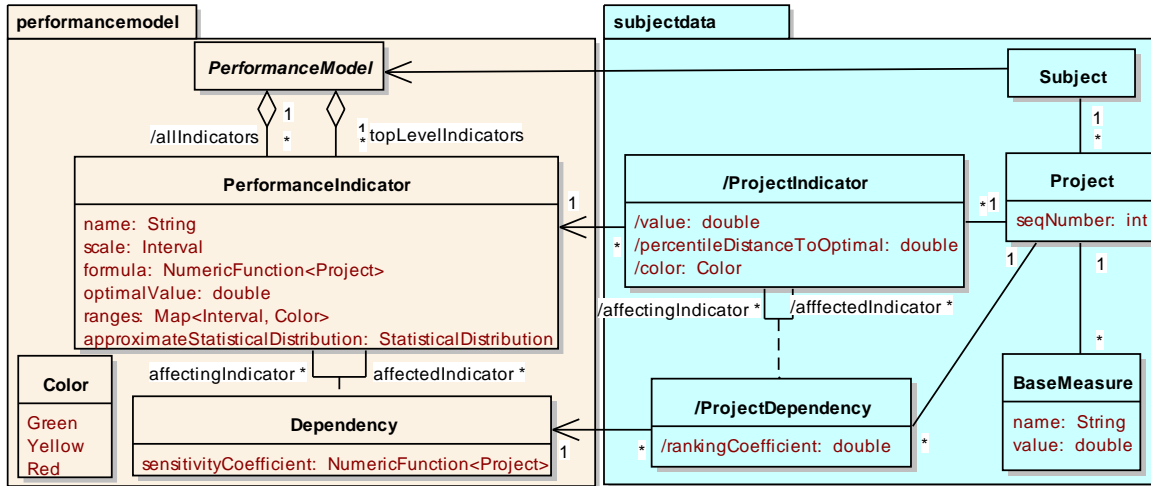 performancemodel
PerformanceModel
1
1
/allIndicators
*
* topLevelIndicators
PerformanceIndicator
name: String
scale: Interval
formula: NumericFunction<Project>
optimalValue: double
ranges: Map<Interval, Color>
approximateStatisticalDistribution: StatisticalDistribution
affectingIndicator *
affectedIndicator *
Color
Green
Yellow
Red
Dependency
sensitivityCoefficient: NumericFunction<Project>
1
*
1
*
subjectdata
Subject
1
*
/ProjectIndicator
/value: double
/percentileDistanceToOptimal: double
/color: Color
* 1
Project
seqNumber: int
/affectingIndicator *
/afffectedIndicator *
1
1
/ProjectDependency
/rankingCoefficient: double
*
*
BaseMeasure
name: String
value: double